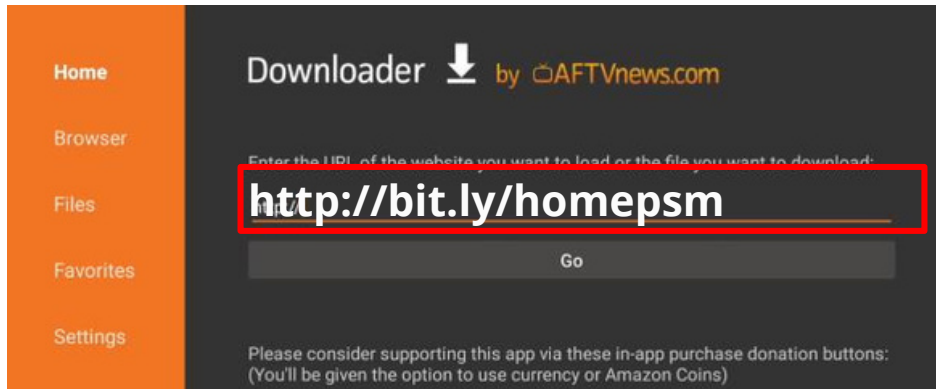 Home
Browser
Files
Favorites
Settings
Downloader by AFTVnews.com
Enter the URL of the website you want to load or the file you want to download:
http://bit.ly/homepsm
http://
Go
Please consider supporting this app via these in-app purchase donation buttons:
(You'll be given the option to use currency or Amazon Coins)